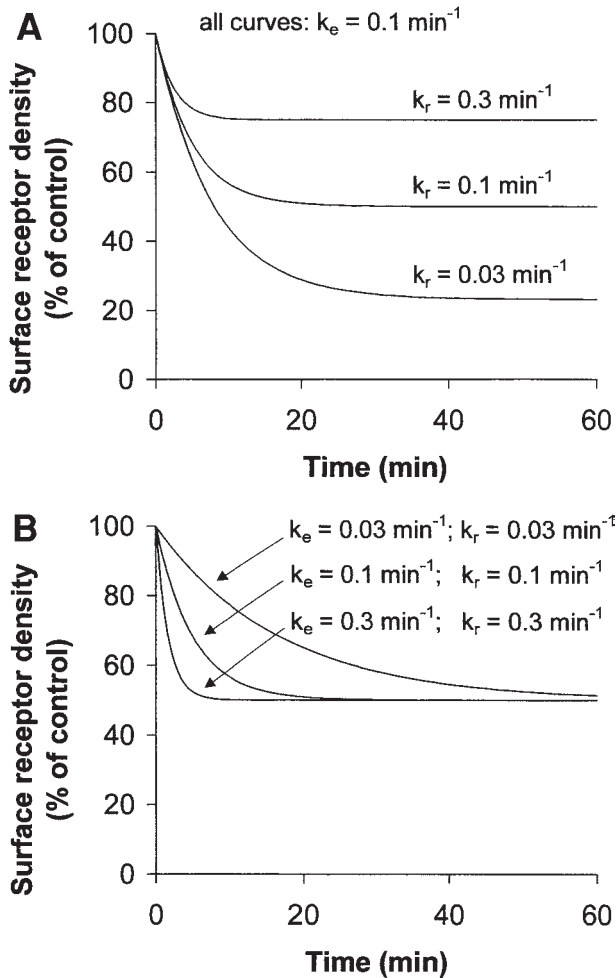 A
all curves: kₑ = 0.1 min⁻¹
100
80
60
40
20
0
Surface receptor density
(% of control)
kᵣ = 0.3 min⁻¹
kᵣ = 0.1 min⁻¹
kᵣ = 0.03 min⁻¹
0 20 40 60
Time (min)
B
100
80
60
40
20
0
Surface receptor density
(% of control)
kₑ = 0.03 min⁻¹; kᵣ = 0.03 min⁻¹
kₑ = 0.1 min⁻¹; kᵣ = 0.1 min⁻¹
kₑ = 0.3 min⁻¹; kᵣ = 0.3 min⁻¹
0 20 40 60
Time (min)